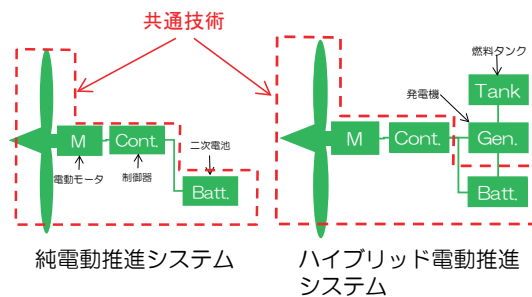 共通技術
燃料タンク
発電機
Tank
M
Cont.
二次電池
電動モータ
制御器
Batt.
M
Cont.
Gen.
Batt.
純電動推進システム
ハイブリッド電動推進
システム